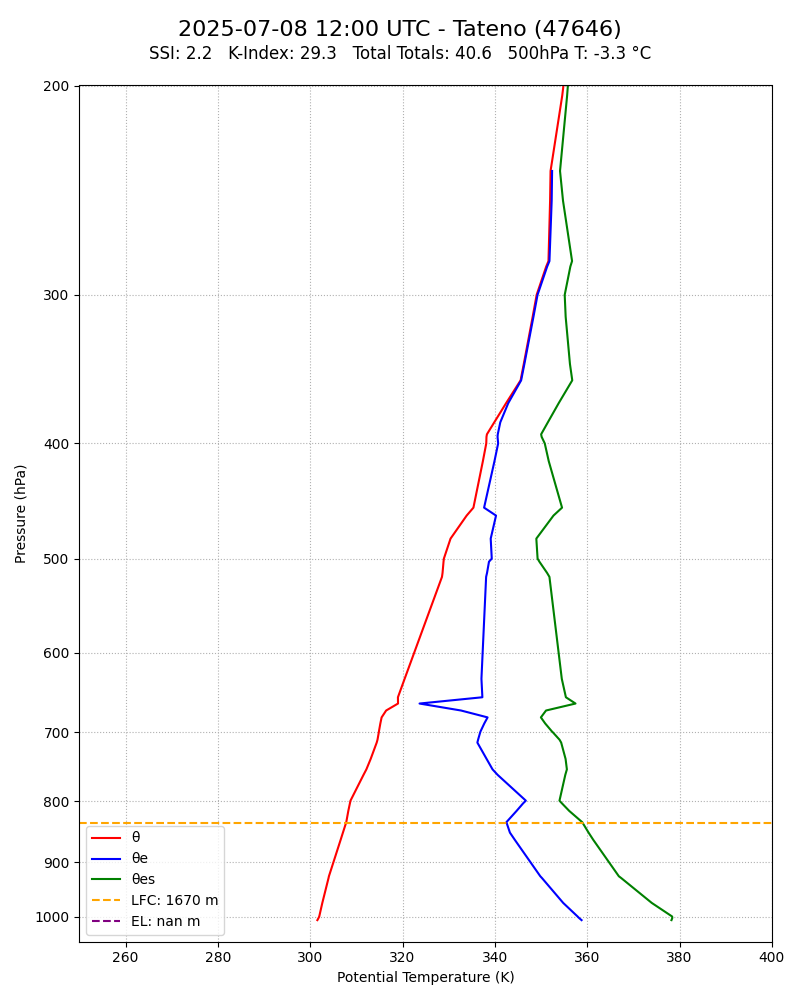 2025-07-08 12:00 UTC - Tateno (47646)
SSI: 2.2   K-Index: 29.3   Total Totals: 40.6   500hPa T: -3.3 °C
200
300
400
500
600
700
800
900
1000
Pressure (hPa)
θ
θe
θes
LFC: 1670 m
EL: nan m
260
280
300
320
340
360
380
400
Potential Temperature (K)